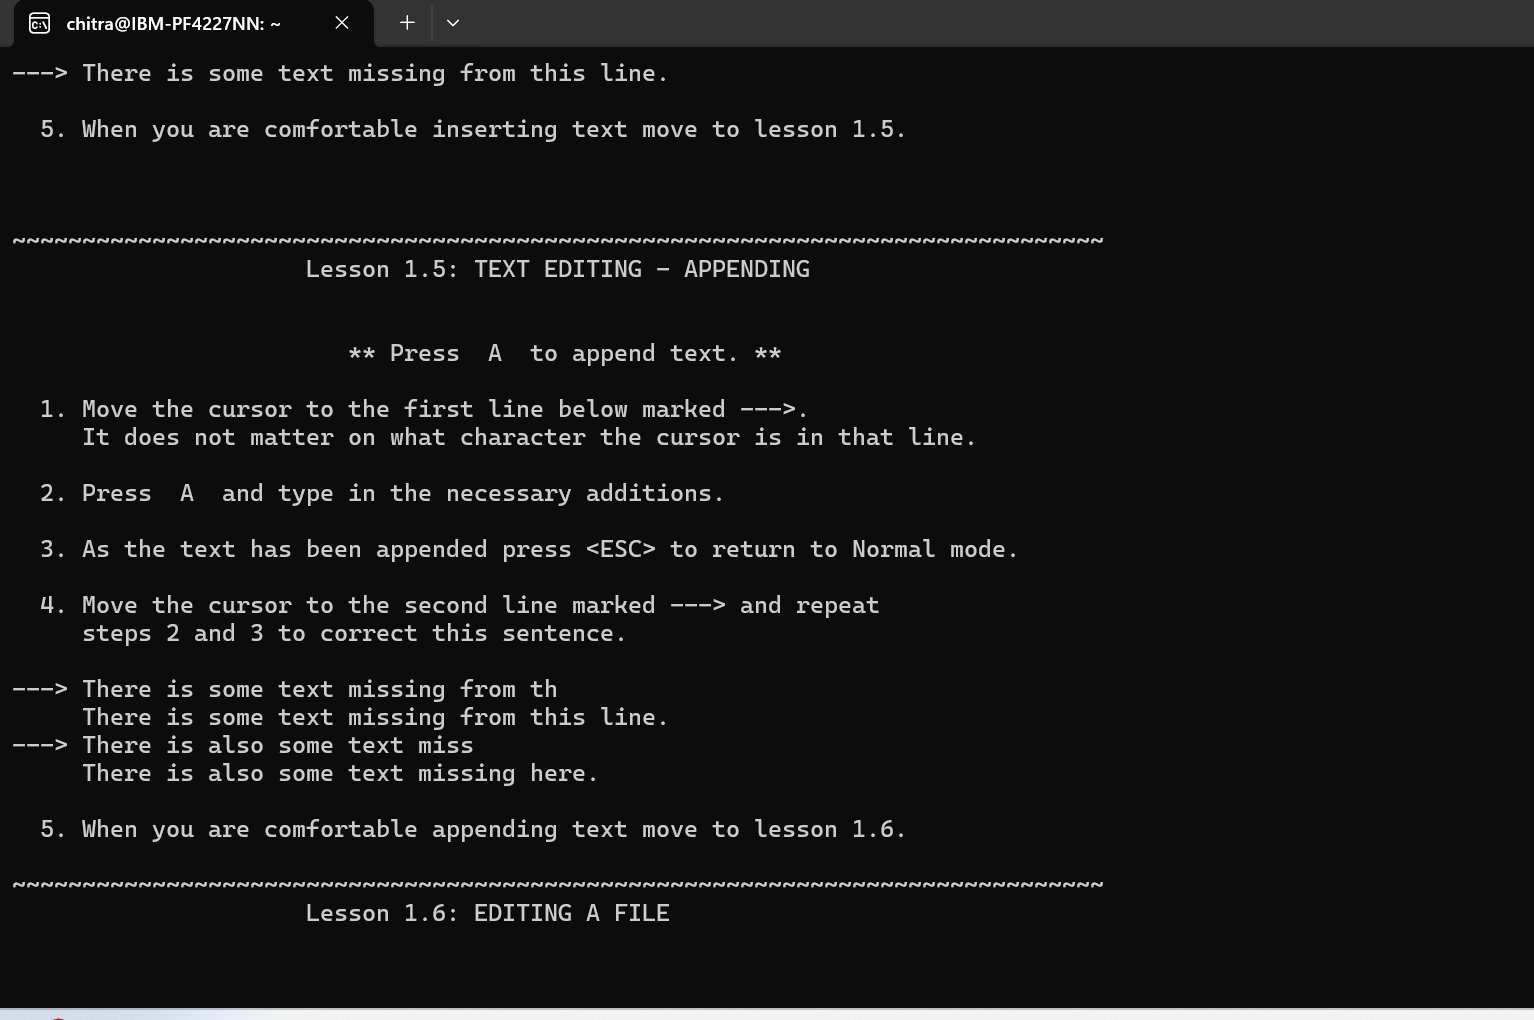 chitra@IBM-PF4227NN: ~
---> There is some text missing from this line.
5. When you are comfortable inserting text move to lesson 1.5.
~~~~~~~~~~~~~~~~~~~~~~~~~~~~~~~~~~~~~~~~~~~~~~~~~~~~~~~~~~~~~~~~~~~~~~~~~~~~~~
Lesson 1.5: TEXT EDITING - APPENDING
** Press  A  to append text. **
1. Move the cursor to the first line below marked --->.
It does not matter on what character the cursor is in that line.
2. Press  A  and type in the necessary additions.
3. As the text has been appended press <ESC> to return to Normal mode.
4. Move the cursor to the second line marked ---> and repeat
steps 2 and 3 to correct this sentence.
---> There is some text missing from th
There is some text missing from this line.
---> There is also some text miss
There is also some text missing here.
5. When you are comfortable appending text move to lesson 1.6.
~~~~~~~~~~~~~~~~~~~~~~~~~~~~~~~~~~~~~~~~~~~~~~~~~~~~~~~~~~~~~~~~~~~~~~~~~~~~~~
Lesson 1.6: EDITING A FILE